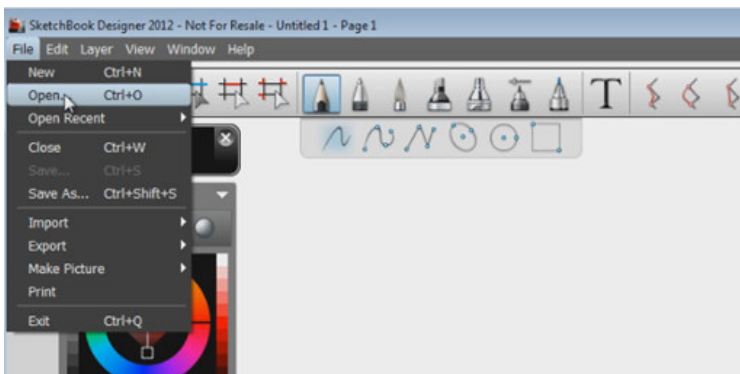 SketchBook Designer 2012 - Not For Resale - Untitled 1 - Page 1
File Edit Layer View Window Help
New Ctrl+N
Open... Ctrl+O
Open Recent
Close Ctrl+W
Save... Ctrl+S
Save As... Ctrl+Shift+S
Import
Export
Make Picture
Print
Exit Ctrl+Q
T